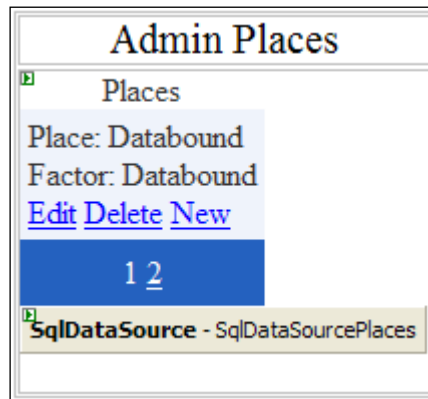 Admin Places
Places
Place: Databound
Factor: Databound
Edit Delete New
1 2
SqlDataSource - SqlDataSourcePlaces